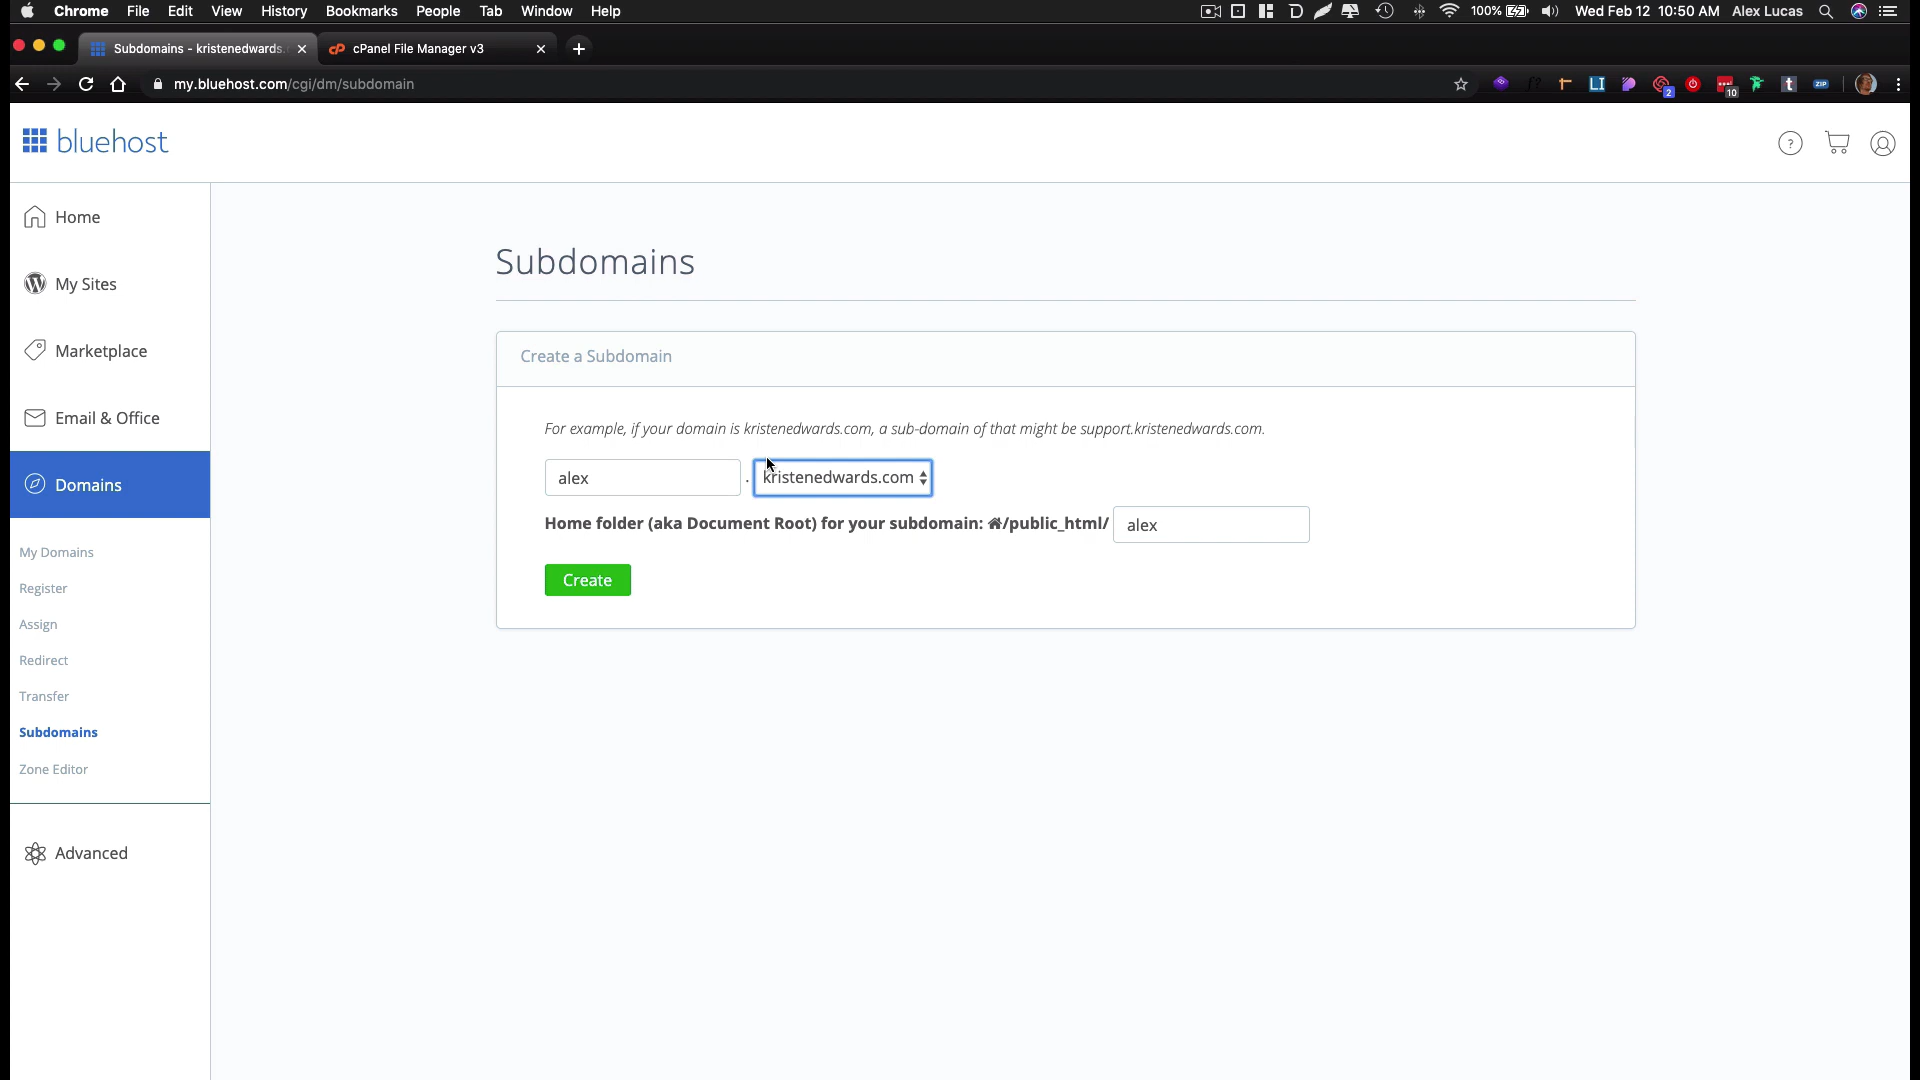 Chrome File Edit View History Bookmarks People Tab Window Help 100% Wed Feb 12 10:50 AM Alex Lucas
Subdomains - kristenedwards. cPanel File Manager v3
my.bluehost.com/cgi/dm/subdomain f? LI 2 10 t ZIP
bluehost ?
Home
My Sites
Marketplace
Email & Office
Domains
My Domains
Register
Assign
Redirect
Transfer
Subdomains
Zone Editor
Advanced
Subdomains
Create a Subdomain
For example, if your domain is kristenedwards.com, a sub-domain of that might be support.kristenedwards.com.
alex . kristenedwards.com
Home folder (aka Document Root) for your subdomain: /public_html/ alex
Create